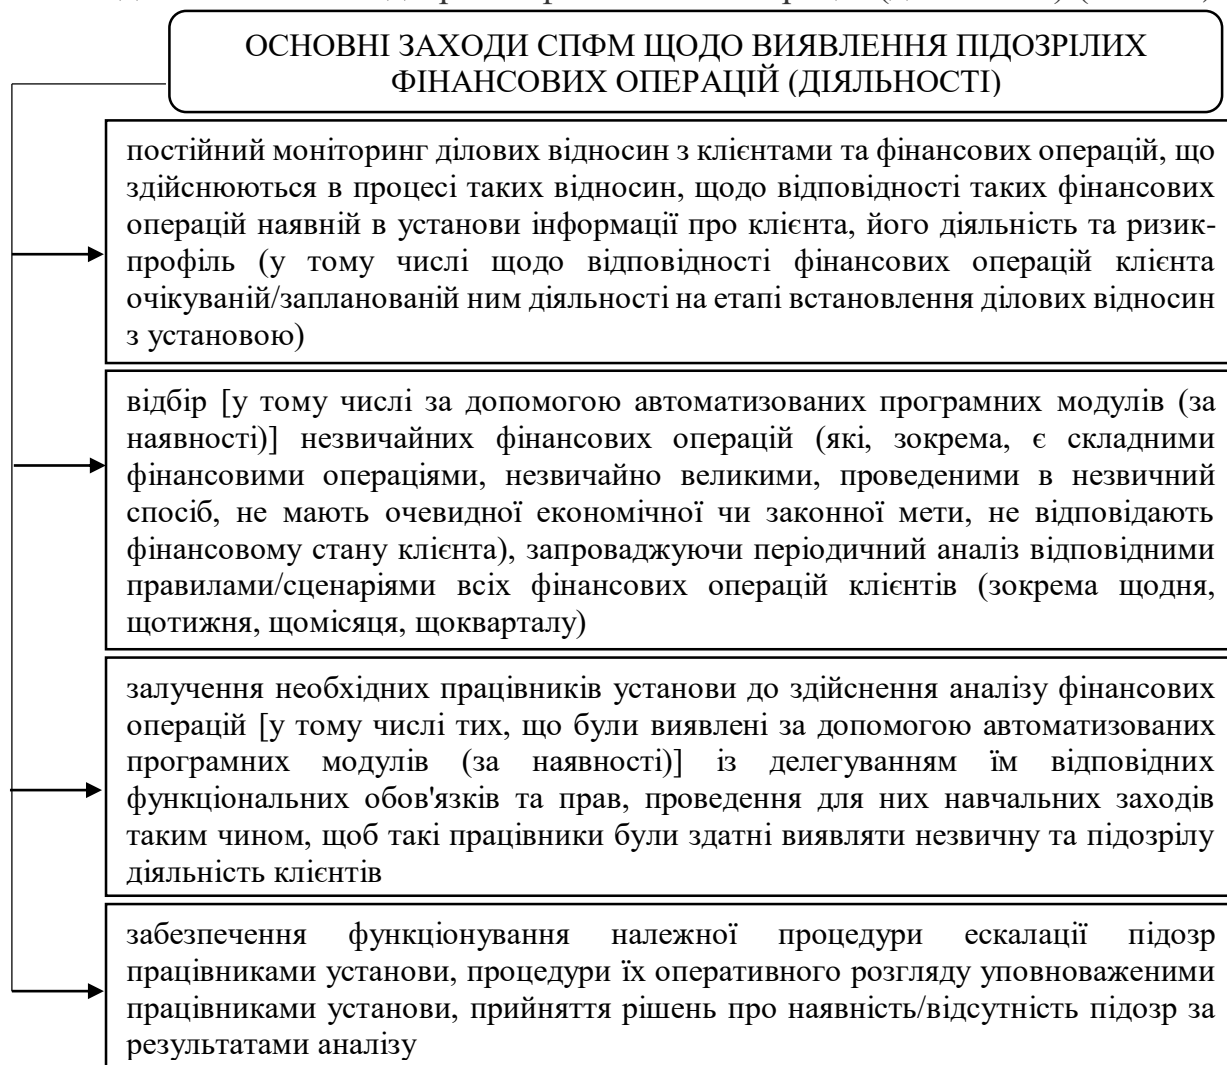 ОСНОВНІ ЗАХОДИ СПФМ ЩОДО ВИЯВЛЕННЯ ПІДОЗРІЛИХ
ФІНАНСОВИХ ОПЕРАЦІЙ (ДІЯЛЬНОСТІ)
постійний моніторинг ділових відносин з клієнтами та фінансових операцій, що
здійснюються в процесі таких відносин, щодо відповідності таких фінансових
операцій наявній в установи інформації про клієнта, його діяльність та ризик-
профіль (у тому числі щодо відповідності фінансових операцій клієнта
очікуваній/запланованій ним діяльності на етапі встановлення ділових відносин
з установою)
відбір [у тому числі за допомогою автоматизованих програмних модулів (за
наявності)] незвичайних фінансових операцій (які, зокрема, є складними
фінансовими операціями, незвичайно великими, проведеними в незвичний
спосіб, не мають очевидної економічної чи законної мети, не відповідають
фінансовому стану клієнта), запроваджуючи періодичний аналіз відповідними
правилами/сценаріями всіх фінансових операцій клієнтів (зокрема щодня,
щотижня, щомісяця, щокварталу)
залучення необхідних працівників установи до здійснення аналізу фінансових
операцій [у тому числі тих, що були виявлені за допомогою автоматизованих
програмних модулів (за наявності)] із делегуванням їм відповідних
функціональних обов'язків та прав, проведення для них навчальних заходів
таким чином, щоб такі працівники були здатні виявляти незвичну та підозрілу
діяльність клієнтів
забезпечення функціонування належної процедури ескалації підозр
працівниками установи, процедури їх оперативного розгляду уповноваженими
працівниками установи, прийняття рішень про наявність/відсутність підозр за
результатами аналізу